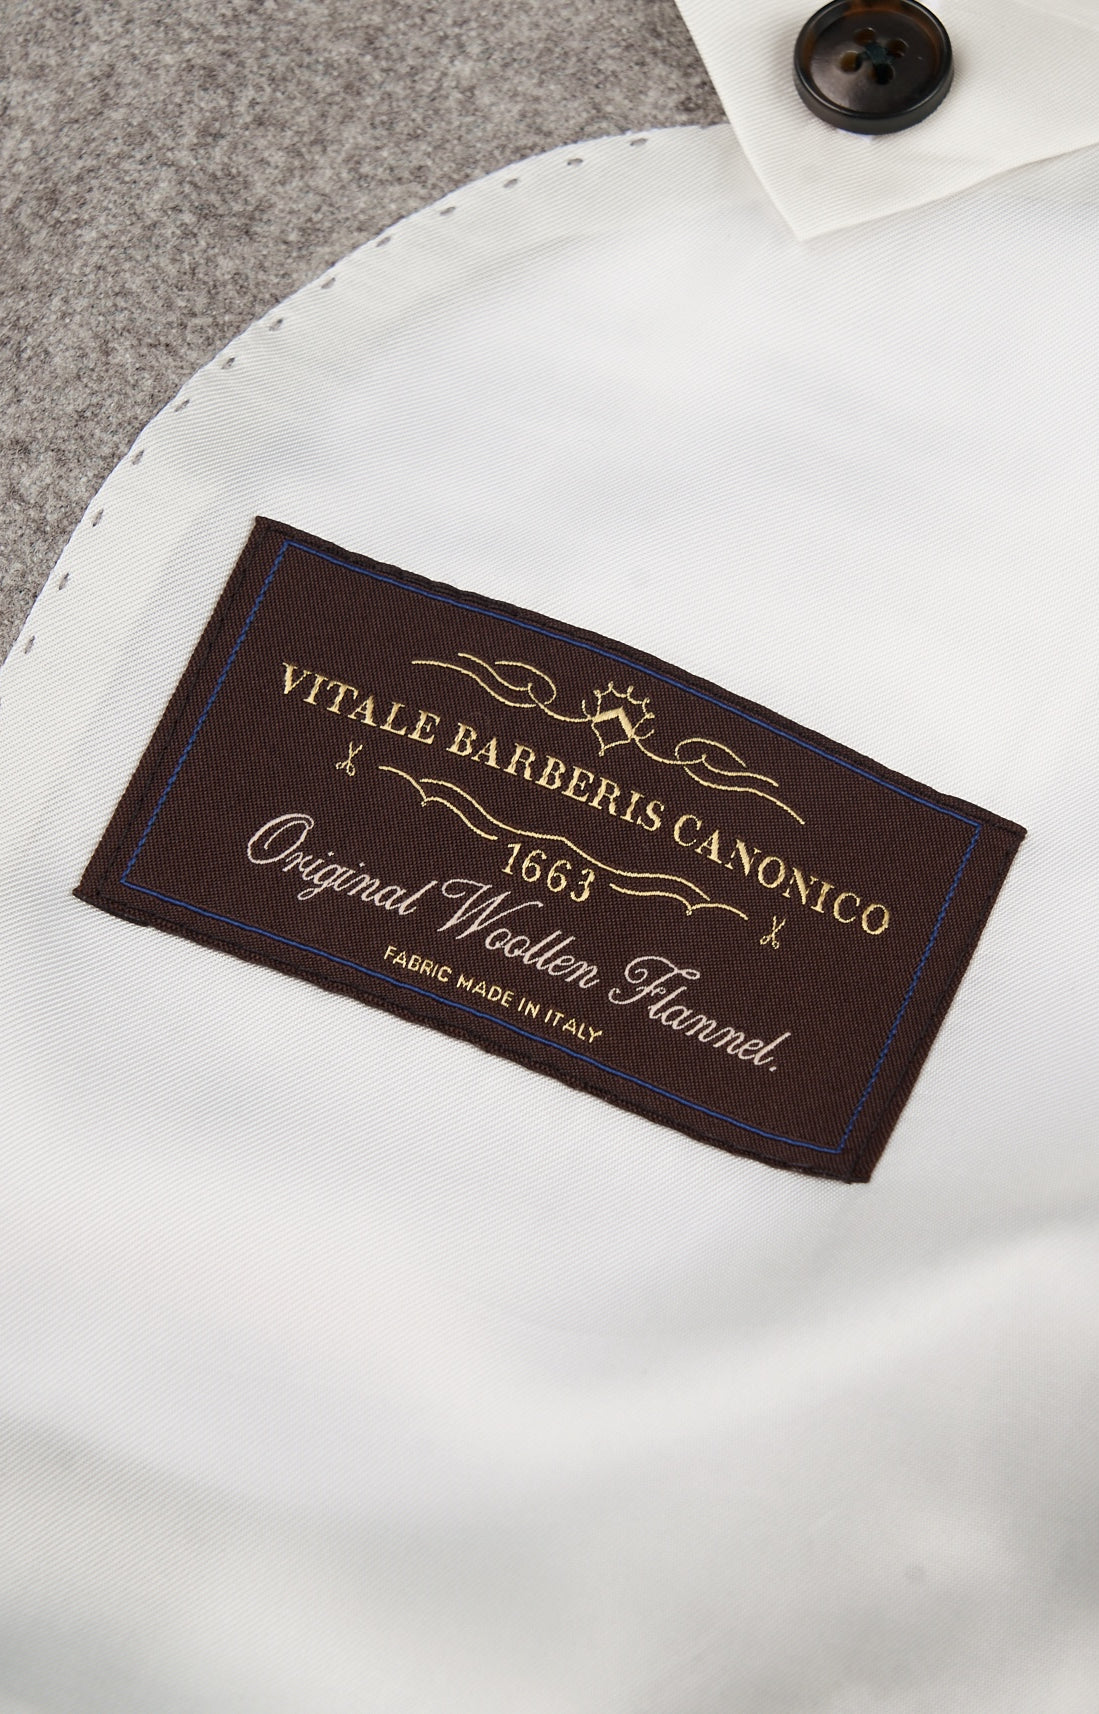 VITALE BARBERIS CANONICO
1663
Original Woollen Flannel.
FABRIC MADE IN ITALY